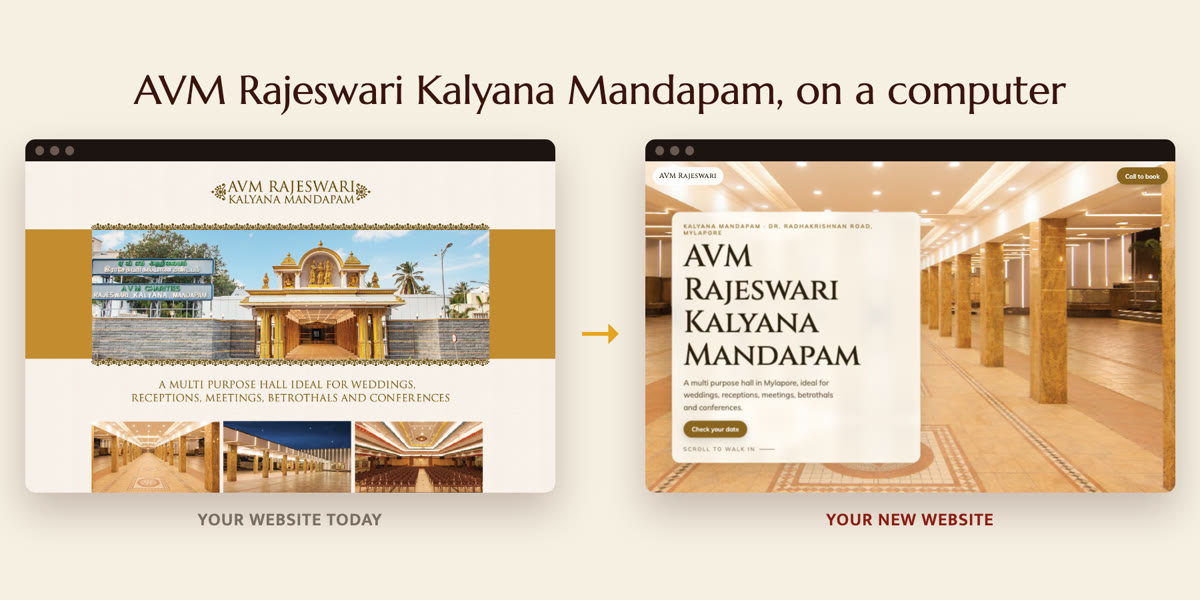 AVM Rajeswari Kalyana Mandapam, on a computer
AVM RAJESWARI
KALYANA MANDAPAM
AVM CHARITIES
RAJESWARI KALYANA MANDAPAM
A MULTI PURPOSE HALL IDEAL FOR WEDDINGS,
RECEPTIONS, MEETINGS, BETROTHALS AND CONFERENCES
YOUR WEBSITE TODAY
AVM RAJESWARI
Call to book
KALYANA MANDAPAM · DR. RADHAKRISHNAN ROAD,
MYLAPORE
AVM
RAJESWARI
KALYANA
MANDAPAM
A multi purpose hall in Mylapore, ideal for
weddings, receptions, meetings, betrothals
and conferences.
Check your date
SCROLL TO WALK IN
YOUR NEW WEBSITE